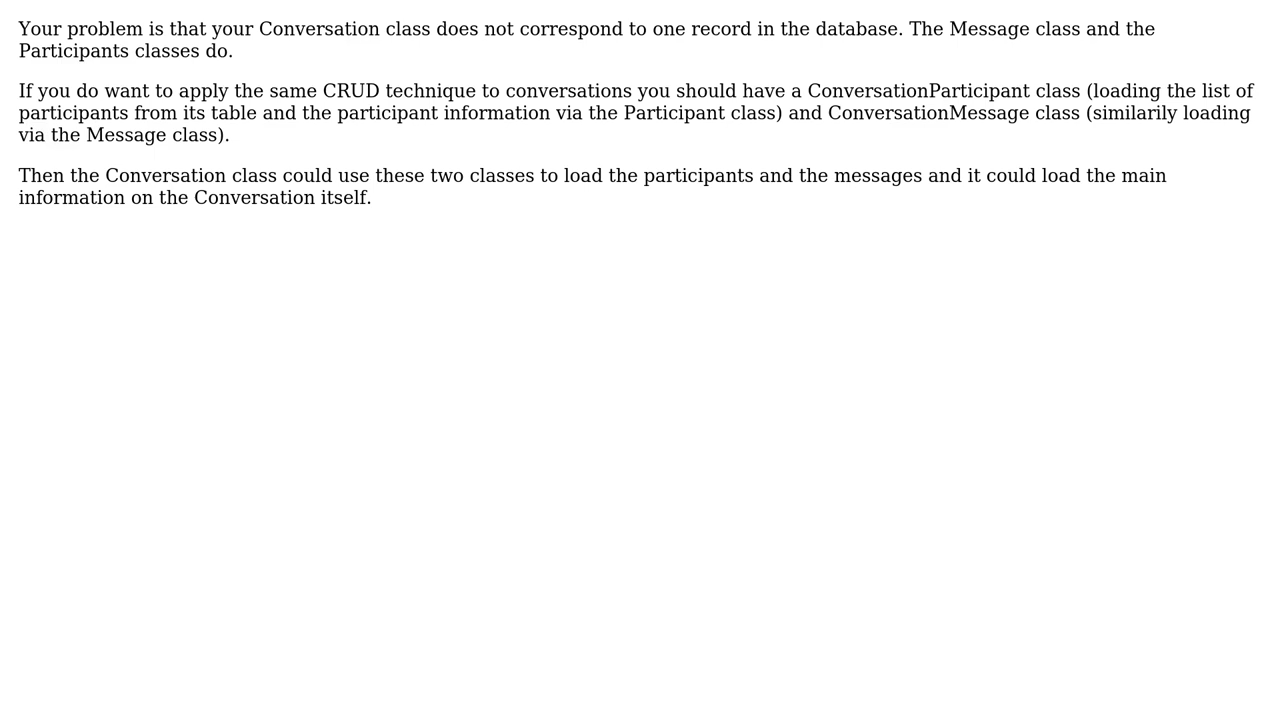 Your problem is that your Conversation class does not correspond to one record in the database. The Message class and the
Participants classes do.
If you do want to apply the same CRUD technique to conversations you should have a ConversationParticipant class (loading the list of
participants from its table and the participant information via the Participant class) and ConversationMessage class (similarily loading
via the Message class).
Then the Conversation class could use these two classes to load the participants and the messages and it could load the main
information on the Conversation itself.